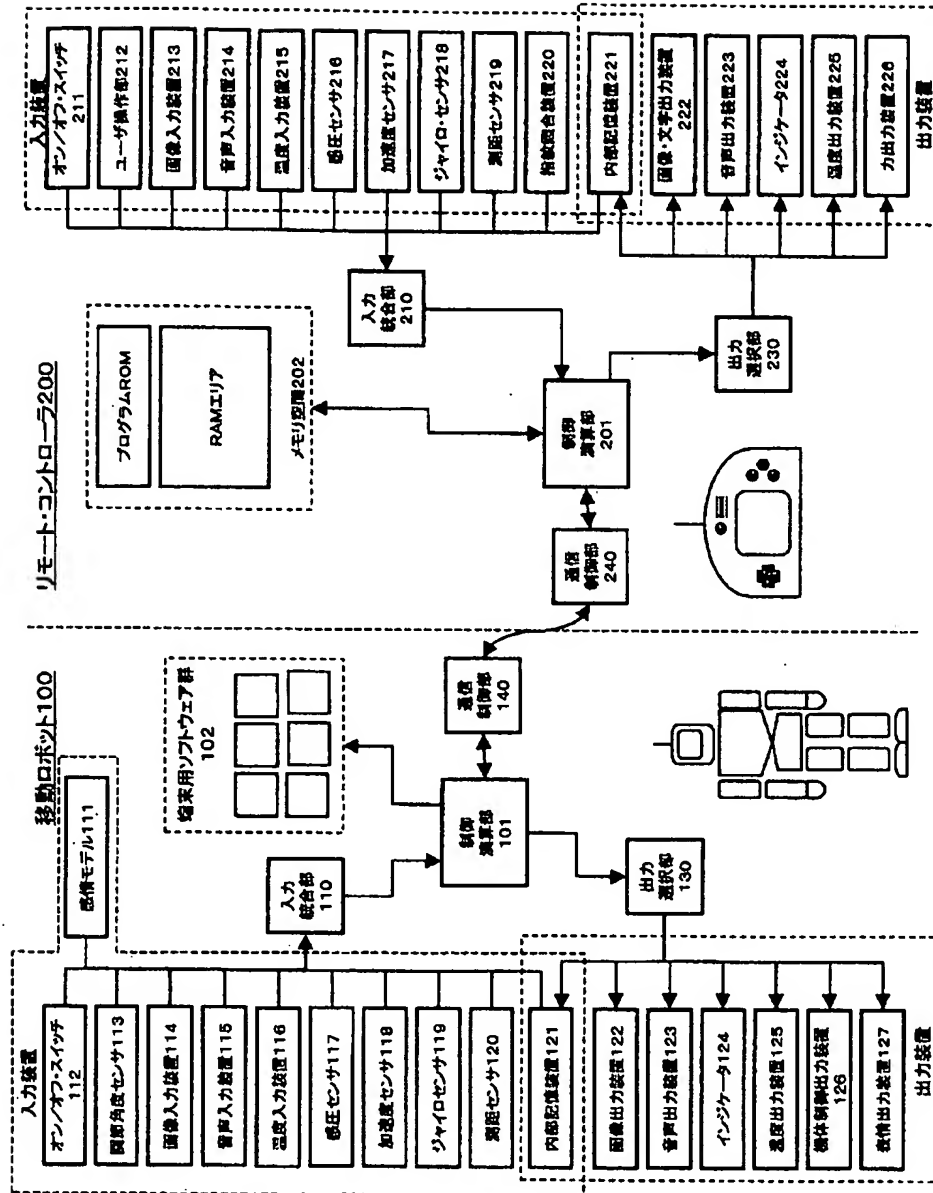 移動ロボット100
リモート・コントローラ200
入力装置
オン/オフ・スイッチ
112
関節角度センサ113
画像入力装置114
音声入力装置115
温度入力装置116
感圧センサ117
加速度センサ118
ジャイロセンサ119
測距センサ120
内部記憶装置121
画像出力装置122
音声出力装置123
インジケータ124
温度出力装置125
機体制御出力装置
126
表情出力装置127
出力装置
感情モデル111
入力
統合部
110
端末用ソフトウェア群
102
制御
演算部
101
通信
制御部
140
出力
選択部
130
プログラムROM
RAMエリア
メモリ空間202
入力
統合部
210
制御
演算部
201
通信
制御部
240
出力
選択部
230
入力装置
オン/オフ・スイッチ
211
ユーザ操作部212
画像入力装置213
音声入力装置214
温度入力装置215
感圧センサ216
加速度センサ217
ジャイロ・センサ218
測距センサ219
指紋照合装置220
内部記憶装置221
画像・文字出力装置
222
音声出力装置223
インジケータ224
温度出力装置225
力出力装置226
出力装置